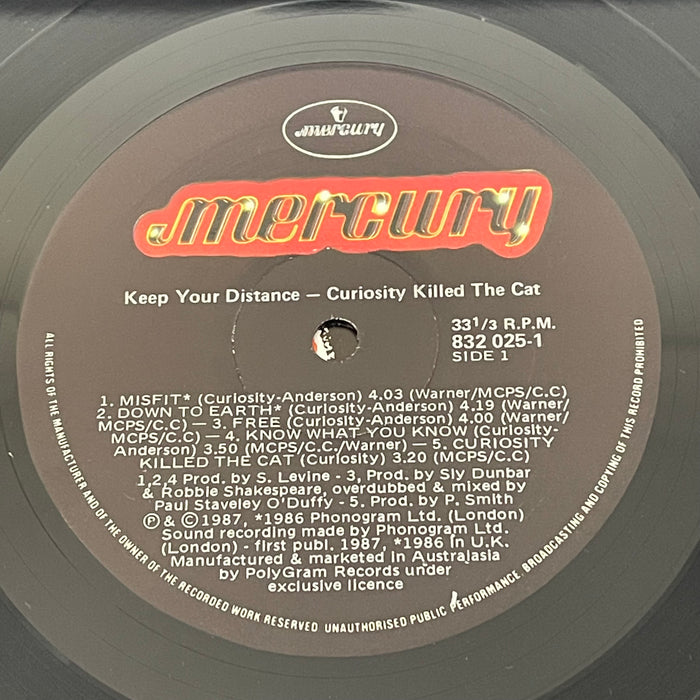 mercury
mercury
Keep Your Distance – Curiosity Killed The Cat
33 1/3 R.P.M.
832 025-1
SIDE 1
1. MISFIT* (Curiosity-Anderson) 4.03 (Warner/MCPS/C.C)
2. DOWN TO EARTH* (Curiosity-Anderson) 4.19 (Warner/
MCPS/C.C) – 3. FREE (Curiosity-Anderson) 4.00 (Warner/
MCPS/C.C) – 4. KNOW WHAT YOU KNOW (Curiosity-
Anderson) 3.50 (MCPS/C.C./Warner) – 5. CURIOSITY
KILLED THE CAT (Curiosity) 3.20 (MCPS/C.C)
1,2,4 Prod. by S. Levine - 3, Prod. by Sly Dunbar
& Robbie Shakespeare, overdubbed & mixed by
Paul Staveley O'Duffy - 5. Prod. by P. Smith
℗ & © 1987, *1986 Phonogram Ltd. (London)
Sound recording made by Phonogram Ltd.
(London) - first publ. 1987, *1986 in U.K.
Manufactured & marketed in Australasia
by PolyGram Records under
exclusive licence
ALL RIGHTS OF THE MANUFACTURER AND OF THE OWNER OF THE RECORDED WORK RESERVED UNAUTHORISED PUBLIC PERFORMANCE, BROADCASTING AND COPYING OF THIS RECORD PROHIBITED